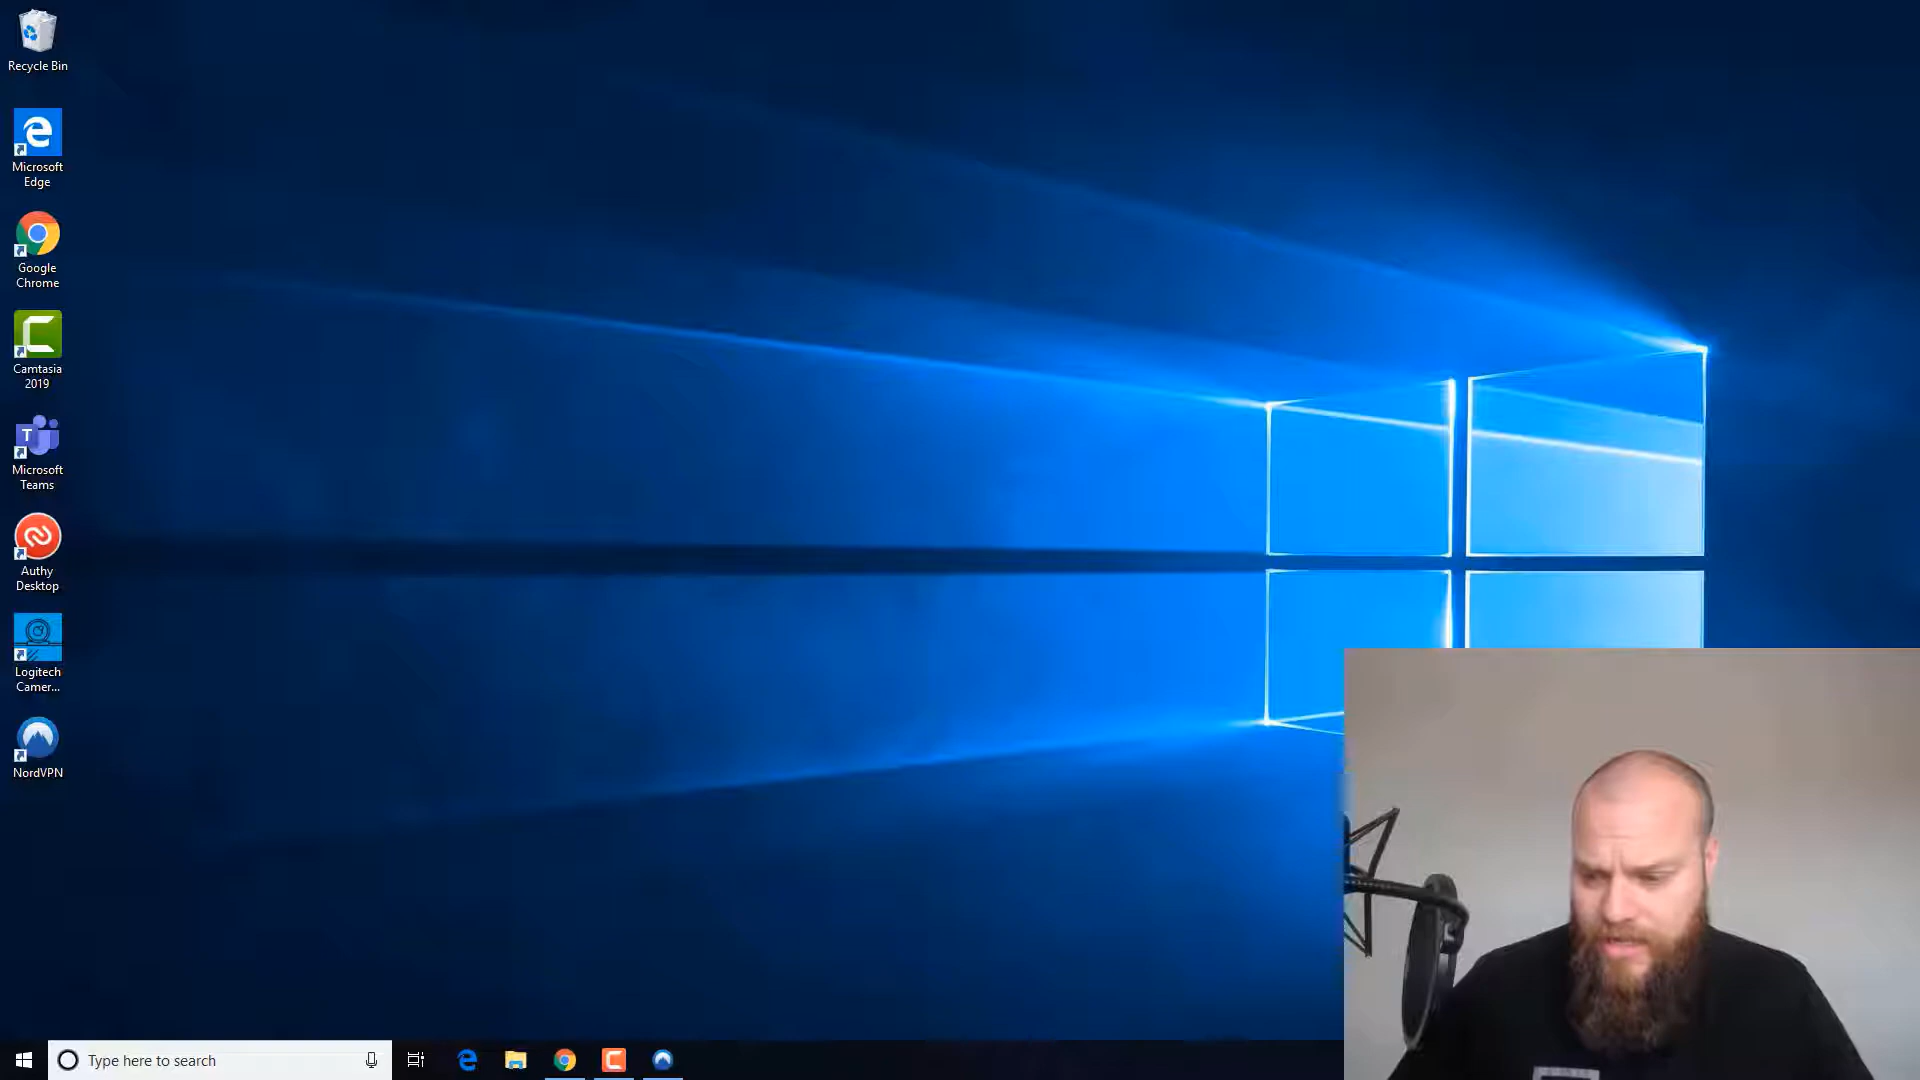 Recycle Bin
Microsoft
Edge
Google
Chrome
Camtasia
2019
Microsoft
Teams
Authy
Desktop
Logitech
Camer...
NordVPN
Type here to search